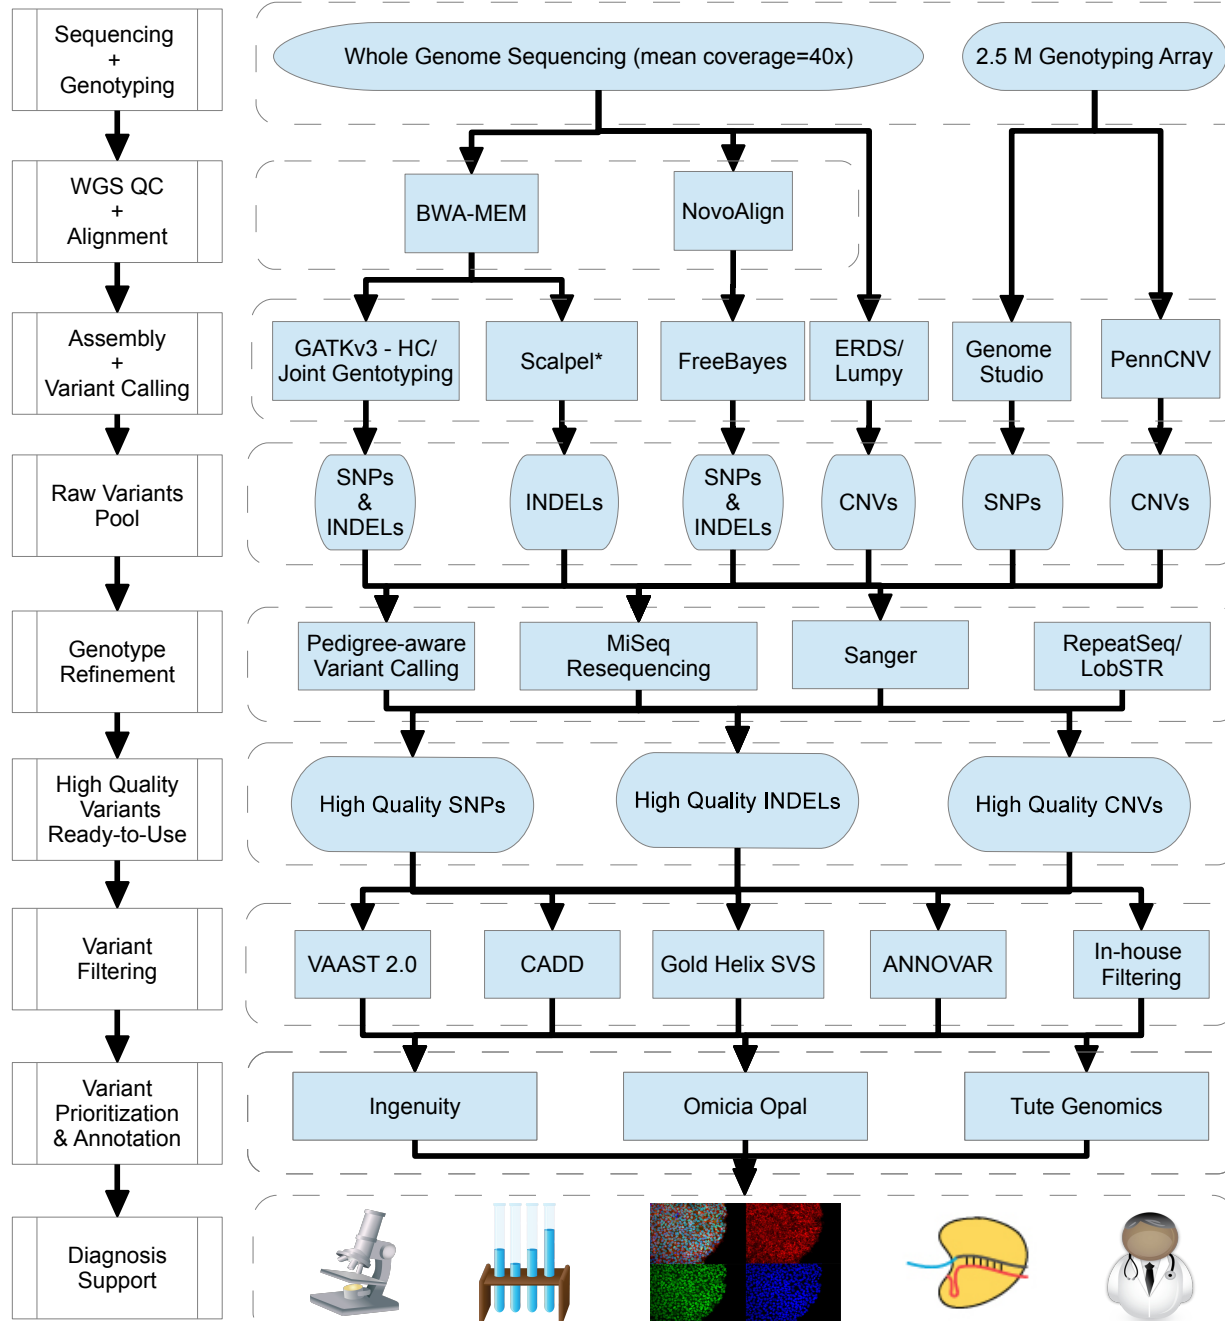 Sequencing
+
Genotyping
Whole Genome Sequencing (mean coverage=40x)
2.5 M Genotyping Array
WGS QC
+
Alignment
BWA-MEM
NovoAlign
Assembly
+
Variant Calling
GATKv3 - HC/
Joint Gentotyping
Scalpel*
FreeBayes
ERDS/
Lumpy
Genome
Studio
PennCNV
Raw Variants
Pool
SNPs
&
INDELs
INDELs
SNPs
&
INDELs
CNVs
SNPs
CNVs
Genotype
Refinement
Pedigree-aware
Variant Calling
MiSeq
Resequencing
Sanger
RepeatSeq/
LobSTR
High Quality
Variants
Ready-to-Use
High Quality SNPs
High Quality INDELs
High Quality CNVs
Variant
Filtering
VAAST 2.0
CADD
Gold Helix SVS
ANNOVAR
In-house
Filtering
Variant
Prioritization
& Annotation
Ingenuity
Omicia Opal
Tute Genomics
Diagnosis
Support